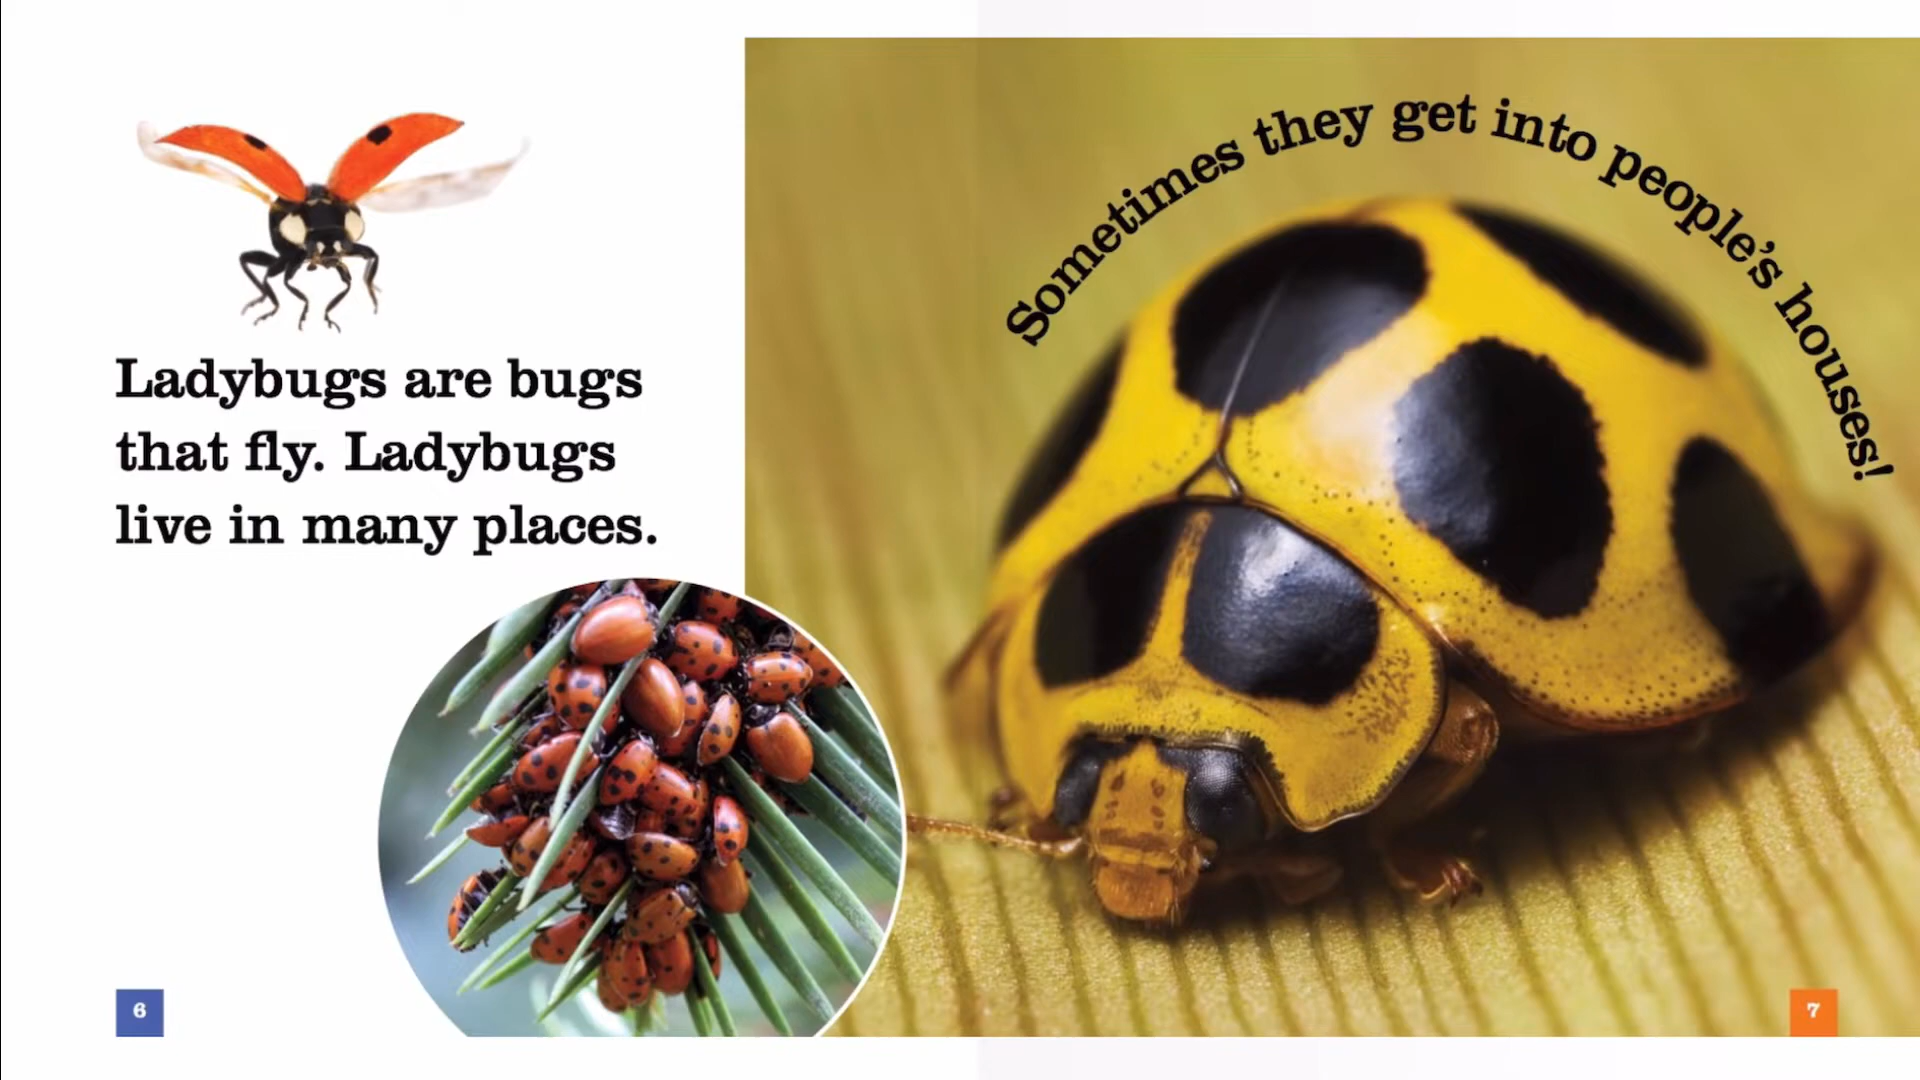 Ladybugs are bugs
that fly. Ladybugs
live in many places.
6
Sometimes they get into people's houses!
7